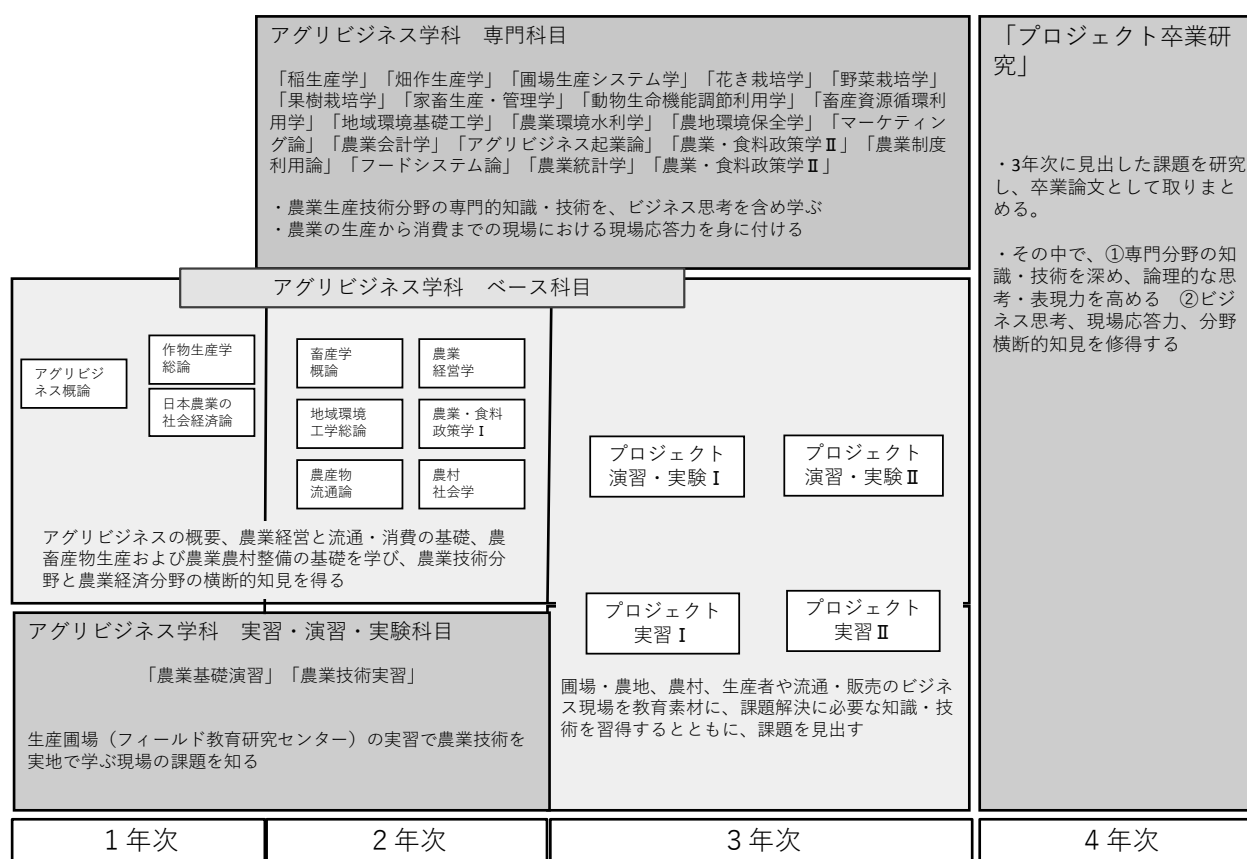 アグリビジネス学科　専門科目
「稲生産学」「畑作生産学」「圃場生産システム学」「花き栽培学」「野菜栽培学」
「果樹栽培学」「家畜生産・管理学」「動物生命機能調節利用学」「畜産資源循環利
用学」「地域環境基礎工学」「農業環境水利学」「農地環境保全学」「マーケティン
グ論」「農業会計学」「アグリビジネス起業論」「農業・食料政策学Ⅱ」「農業制度
利用論」「フードシステム論」「農業統計学」「農業・食料政策学Ⅱ」
・農業生産技術分野の専門的知識・技術を、ビジネス思考を含め学ぶ
・農業の生産から消費までの現場における現場応答力を身に付ける
「プロジェクト卒業研
究」
・3年次に見出した課題を研究
し、卒業論文として取りまと
める。
・その中で、①専門分野の知
識・技術を深め、論理的な思
考・表現力を高める　②ビジ
ネス思考、現場応答力、分野
横断的知見を修得する
アグリビジネス学科　ベース科目
アグリビジ
ネス概論
作物生産学
総論
日本農業の
社会経済論
畜産学
概論
農業
経営学
地域環境
工学総論
農業・食料
政策学Ⅰ
農産物
流通論
農村
社会学
アグリビジネスの概要、農業経営と流通・消費の基礎、農
畜産物生産および農業農村整備の基礎を学び、農業技術分
野と農業経済分野の横断的知見を得る
プロジェクト
演習・実験Ⅰ
プロジェクト
演習・実験Ⅱ
プロジェクト
実習Ⅰ
プロジェクト
実習Ⅱ
圃場・農地、農村、生産者や流通・販売のビジネ
ス現場を教育素材に、課題解決に必要な知識・技
術を習得するとともに、課題を見出す
アグリビジネス学科　実習・演習・実験科目
「農業基礎演習」「農業技術実習」
生産圃場（フィールド教育研究センター）の実習で農業技術を
実地で学ぶ現場の課題を知る
1年次
2年次
3年次
4年次